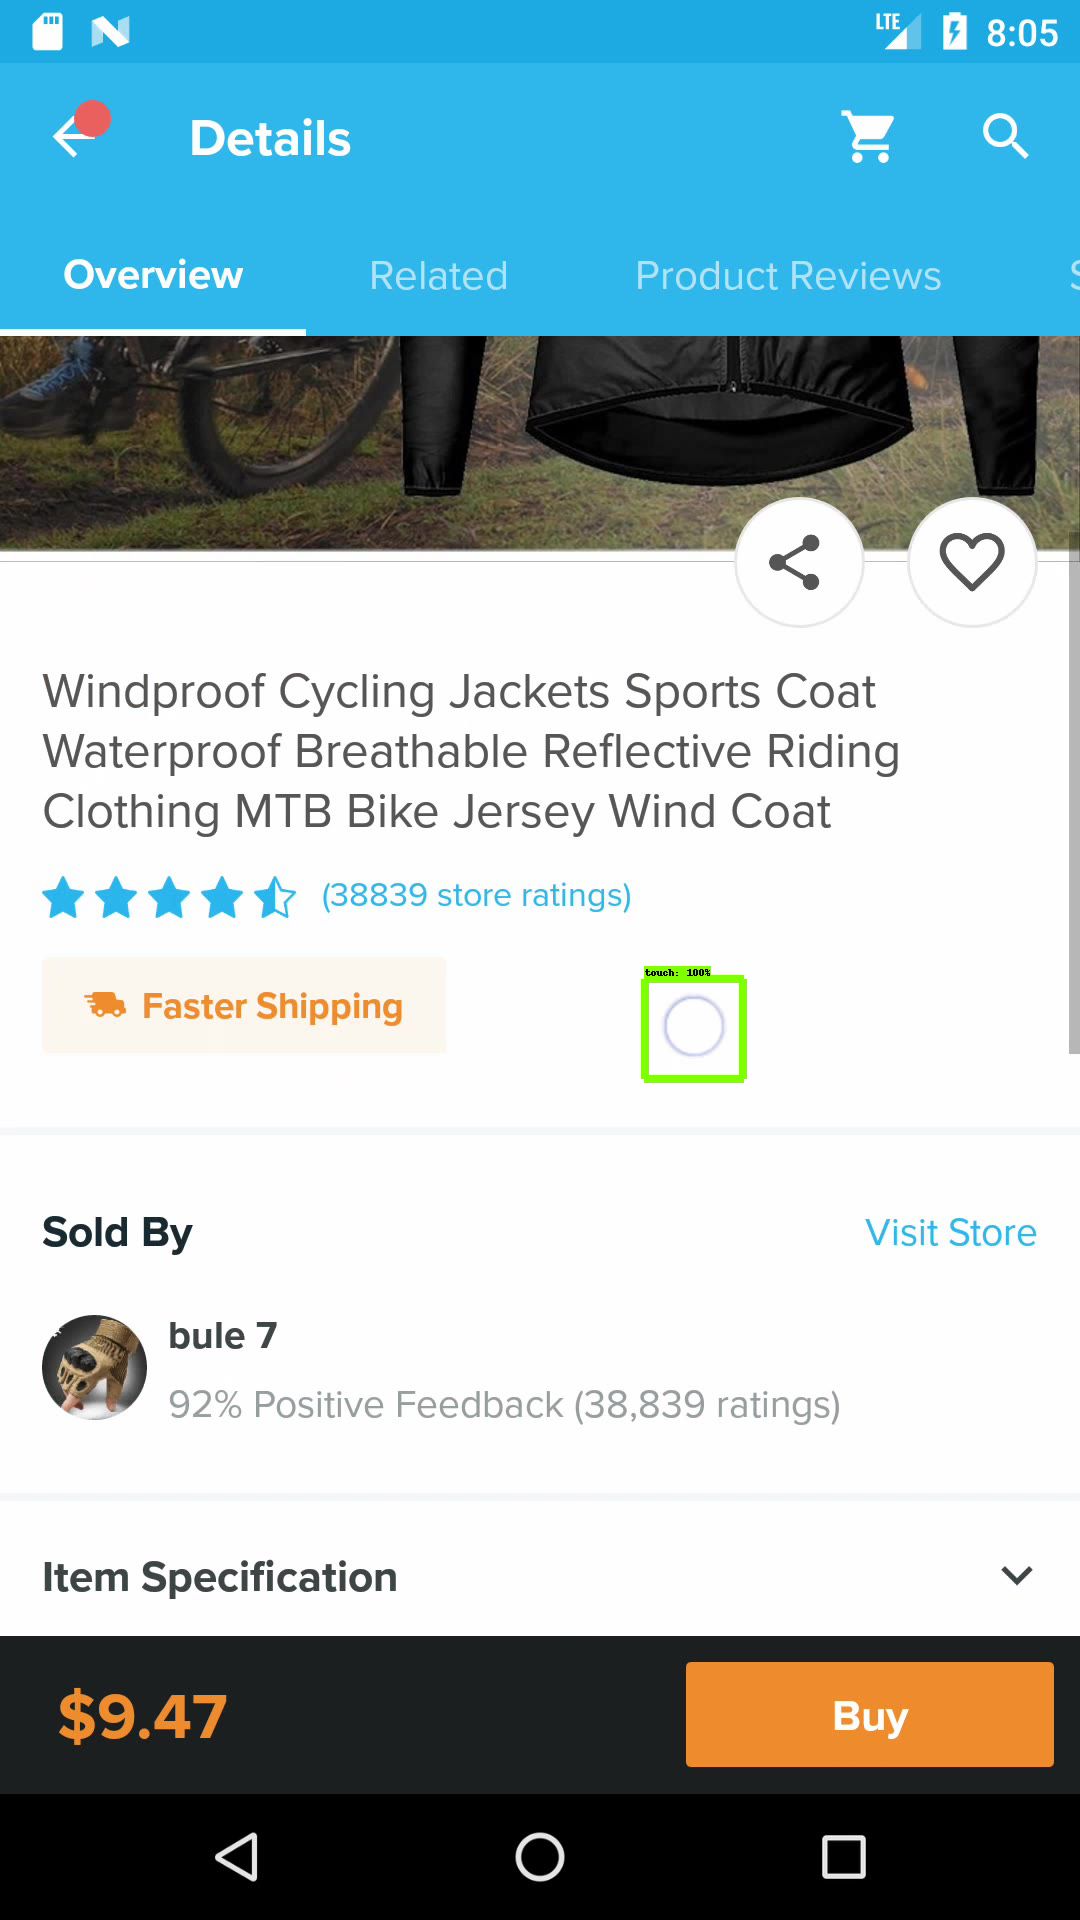 LTE 8:05
Details
Overview Related Product Reviews
Windproof Cycling Jackets Sports Coat
Waterproof Breathable Reflective Riding
Clothing MTB Bike Jersey Wind Coat
(38839 store ratings)
touch: 100%
Faster Shipping
Sold By Visit Store
bule 7
92% Positive Feedback (38,839 ratings)
Item Specification
$9.47 Buy